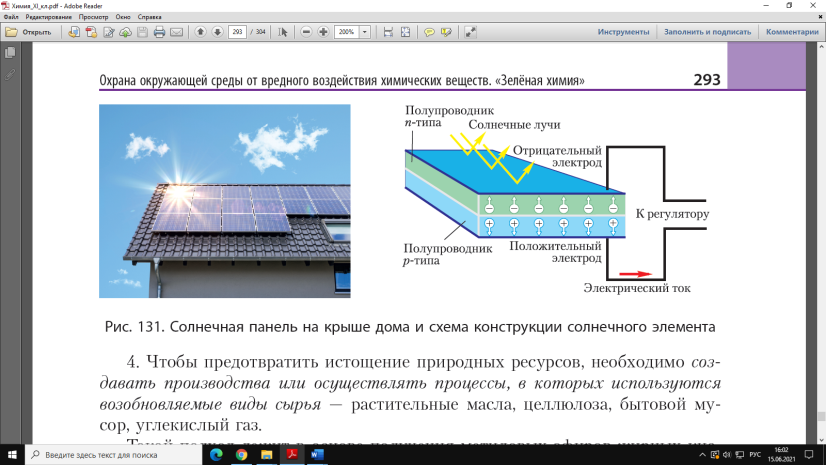 Химия_XI_кл.pdf - Adobe Reader
Файл Редактирование Просмотр Окно Справка
Открыть 293 / 304 200% Инструменты Заполнить и подписать Комментарии
Охрана окружающей среды от вредного воздействия химических веществ. «Зелёная химия» 293
Полупроводник
n-типа
Солнечные лучи
Отрицательный
электрод
К регулятору
Полупроводник
p-типа
Положительный
электрод
Электрический ток
Рис. 131. Солнечная панель на крыше дома и схема конструкции солнечного элемента
4. Чтобы предотвратить истощение природных ресурсов, необходимо соз-
давать производства или осуществлять процессы, в которых используются
возобновляемые виды сырья — растительные масла, целлюлоза, бытовой му-
сор, углекислый газ.
Введите здесь текст для поиска
РУС
16:02
15.06.2021